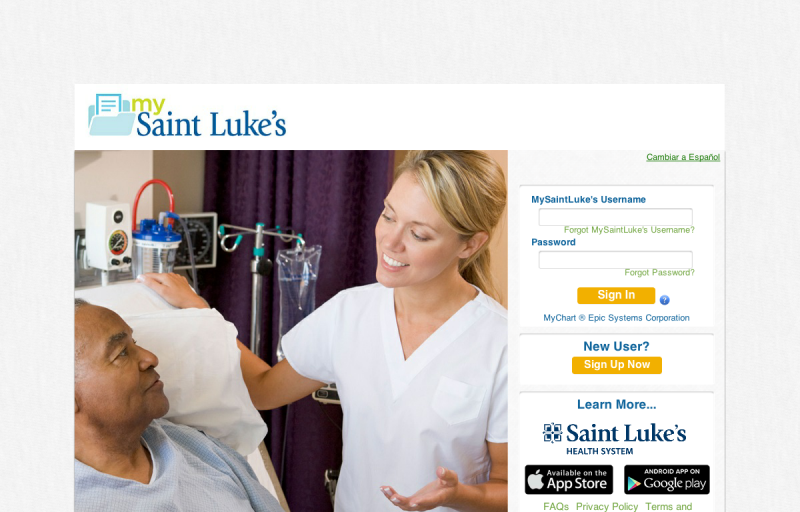 my
Saint Luke's
Cambiar a Español
MySaintLuke's Username
Forgot MySaintLuke's Username?
Password
Forgot Password?
Sign In
?
MyChart ® Epic Systems Corporation
New User?
Sign Up Now
Learn More...
Saint Luke's
HEALTH SYSTEM
Available on the
App Store
ANDROID APP ON
Google play
FAQs Privacy Policy Terms and